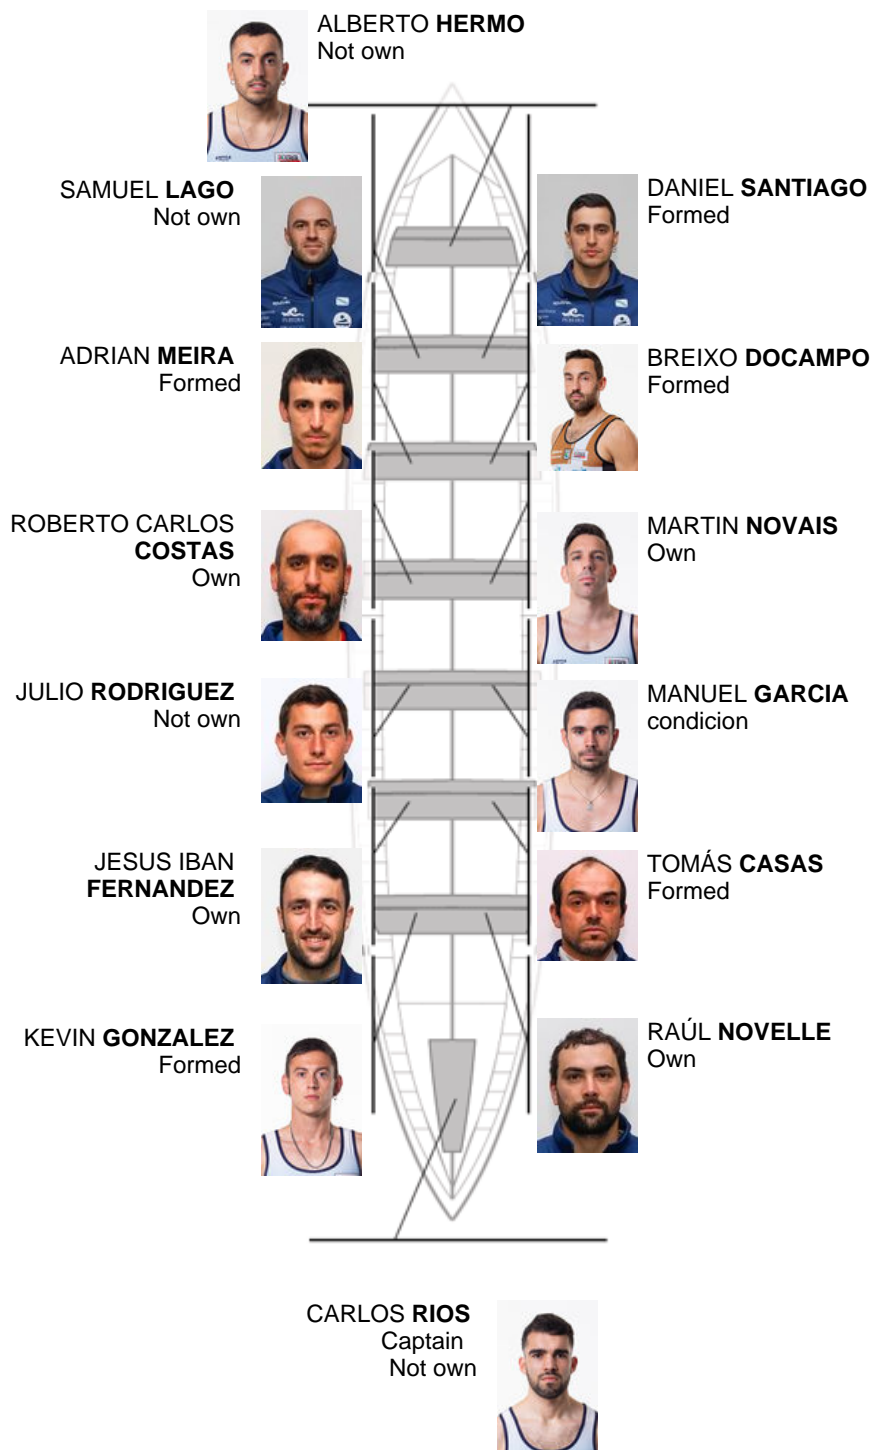 ALBERTO HERMO
Not own
SAMUEL LAGO
Not own
DANIEL SANTIAGO
Formed
ADRIAN MEIRA
Formed
BREIXO DOCAMPO
Formed
ROBERTO CARLOS
COSTAS
Own
MARTIN NOVAIS
Own
JULIO RODRIGUEZ
Not own
MANUEL GARCIA
condicion
JESUS IBAN
FERNANDEZ
Own
TOMÁS CASAS
Formed
KEVIN GONZALEZ
Formed
RAÚL NOVELLE
Own
CARLOS RIOS
Captain
Not own